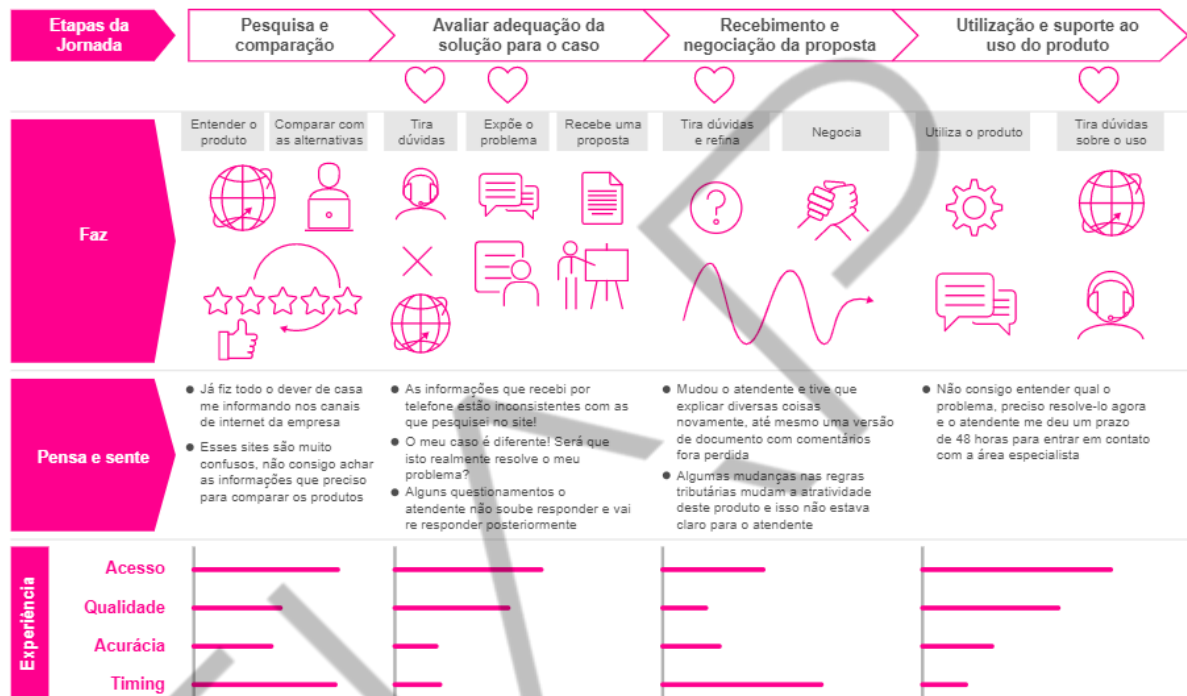 Etapas da
Jornada
Pesquisa e
comparação
Avaliar adequação da
solução para o caso
Recebimento e
negociação da proposta
Utilização e suporte ao
uso do produto
Faz
Entender o
produto
Comparar com
as alternativas
Tira
dúvidas
Expõe o
problema
Recebe uma
proposta
Tira dúvidas
e refina
Negocia
Utiliza o produto
Tira dúvidas
sobre o uso
?
Pensa e sente
● Já fiz todo o dever de casa
me informando nos canais
de internet da empresa
● Esses sites são muito
confusos, não consigo achar
as informações que preciso
para comparar os produtos
● As informações que recebi por
telefone estão inconsistentes com as
que pesquisei no site!
● O meu caso é diferente! Será que
isto realmente resolve o meu
problema?
● Alguns questionamentos o
atendente não soube responder e vai
re responder posteriormente
● Mudou o atendente e tive que
explicar diversas coisas
novamente, até mesmo uma versão
de documento com comentários
fora perdida
● Algumas mudanças nas regras
tributárias mudam a atratividade
deste produto e isso não estava
claro para o atendente
● Não consigo entender qual o
problema, preciso resolve-lo agora
e o atendente me deu um prazo
de 48 horas para entrar em contato
com a área especialista
Experiência
Acesso
Qualidade
Acurácia
Timing